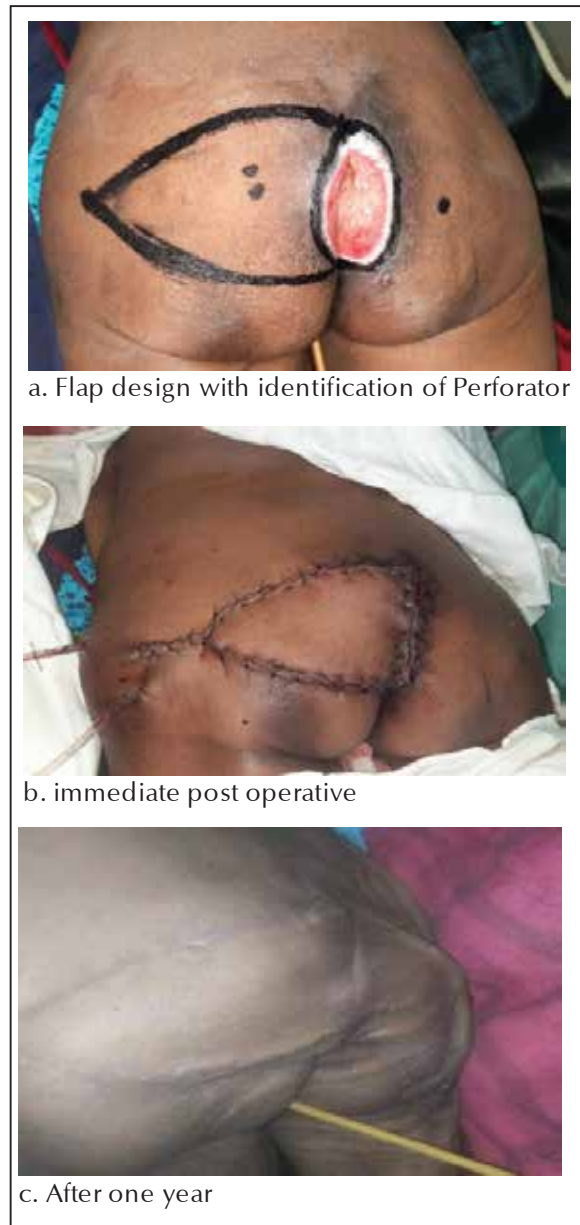 a. Flap design with identification of Perforator
b. immediate post operative
c. After one year